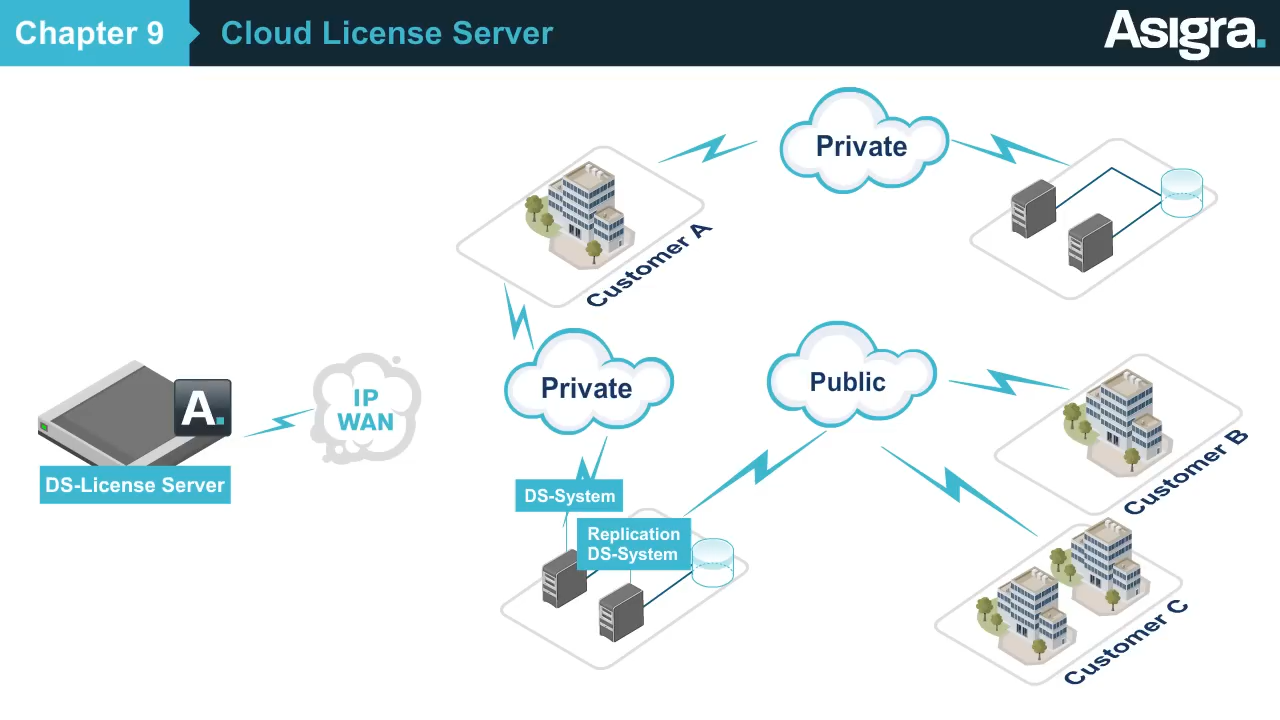 Chapter 9
Cloud License Server
Asigra.
Private
Customer A
IP
WAN
Private
Public
A.
DS-License Server
Customer B
DS-System
Replication
DS-System
Customer C